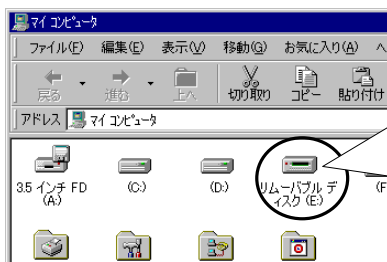 マイ コンピュータ
ファイル(F) 編集(E) 表示(V) 移動(G) お気に入り(A) ヘ
戻る 進む 上へ 切り取り コピー 貼り付け
アドレス マイ コンピュータ
3.5 インチ FD (C:) (D:) リムーバブル デ (F
(A:) ィスク (E:)